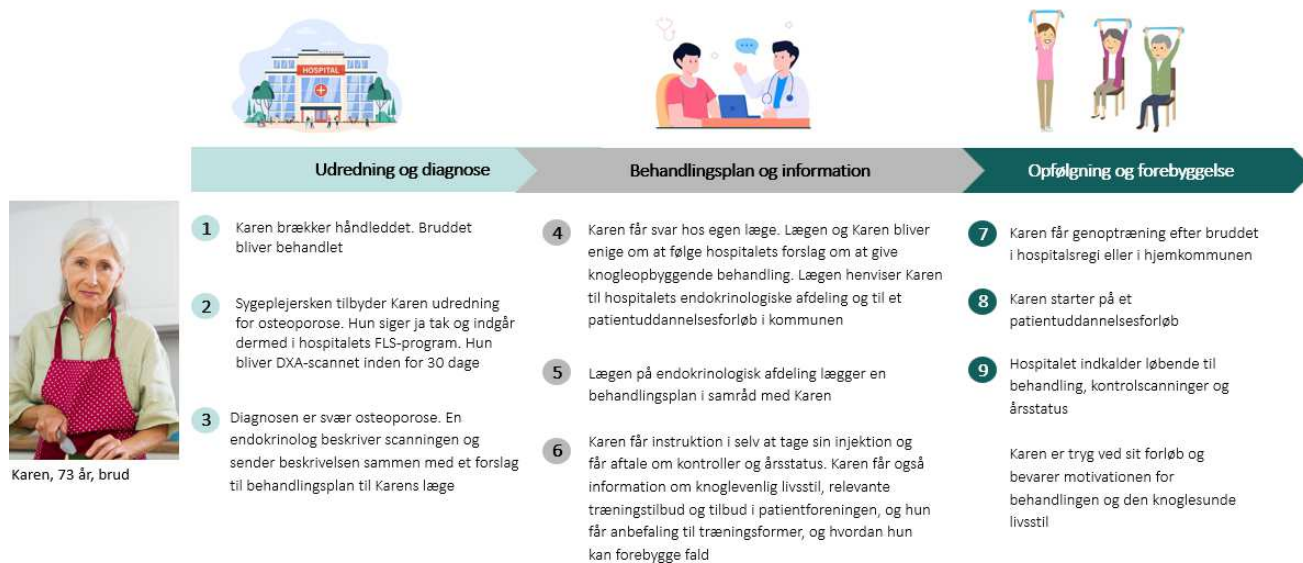 HOSPITAL
Udredning og diagnose
Behandlingsplan og information
Opfølgning og forebyggelse
Karen, 73 år, brud
1
Karen brækker håndleddet. Bruddet
bliver behandlet
2
Sygeplejersken tilbyder Karen udredning
for osteoporose. Hun siger ja tak og indgår
dermed i hospitalets FLS-program. Hun
bliver DXA-scannet inden for 30 dage
3
Diagnosen er svær osteoporose. En
endokrinolog beskriver scanningen og
sender beskrivelsen sammen med et forslag
til behandlingsplan til Karens læge
4
Karen får svar hos egen læge. Lægen og Karen bliver
enige om at følge hospitalets forslag om at give
knogleopbyggende behandling. Lægen henviser Karen
til hospitalets endokrinologiske afdeling og til et
patientuddannelsesforløb i kommunen
5
Lægen på endokrinologisk afdeling lægger en
behandlingsplan i samråd med Karen
6
Karen får instruktion i selv at tage sin injektion og
får aftale om kontroller og årsstatus. Karen får også
information om knoglevenlig livsstil, relevante
træningstilbud og tilbud i patientforeningen, og hun
får anbefaling til træningsformer, og hvordan hun
kan forebygge fald
7
Karen får genoptræning efter bruddet
i hospitalsregi eller i hjemkommunen
8
Karen starter på et
patientuddannelsesforløb
9
Hospitalet indkalder løbende til
behandling, kontrolscanninger og
årsstatus
Karen er tryg ved sit forløb og
bevarer motivationen for
behandlingen og den knoglesunde
livsstil